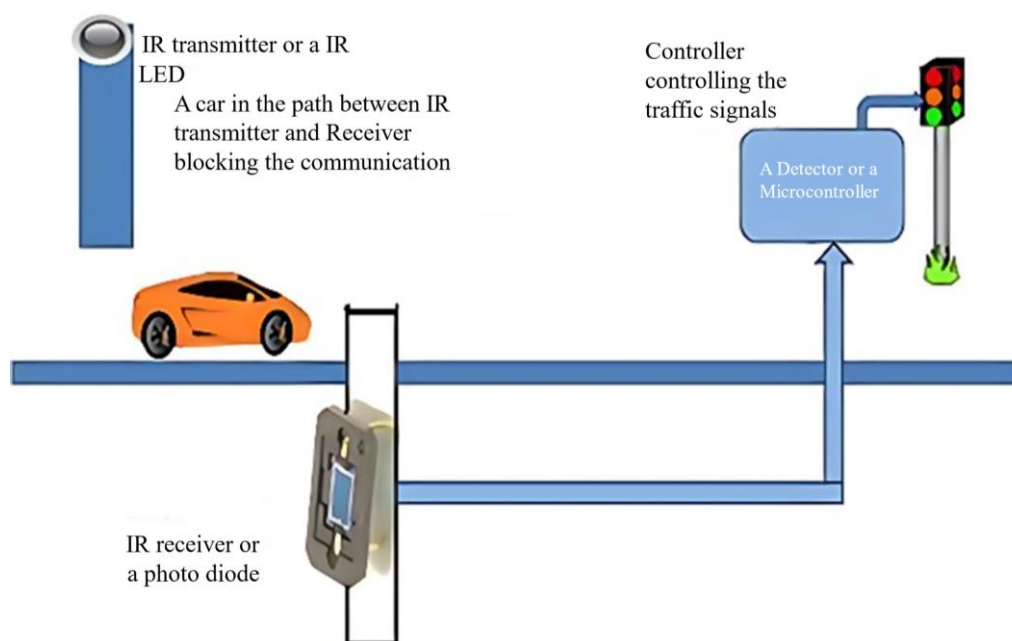 IR transmitter or a IR
LED
A car in the path between IR
transmitter and Receiver
blocking the communication
Controller
controlling the
traffic signals
A Detector or a
Microcontroller
IR receiver or
a photo diode